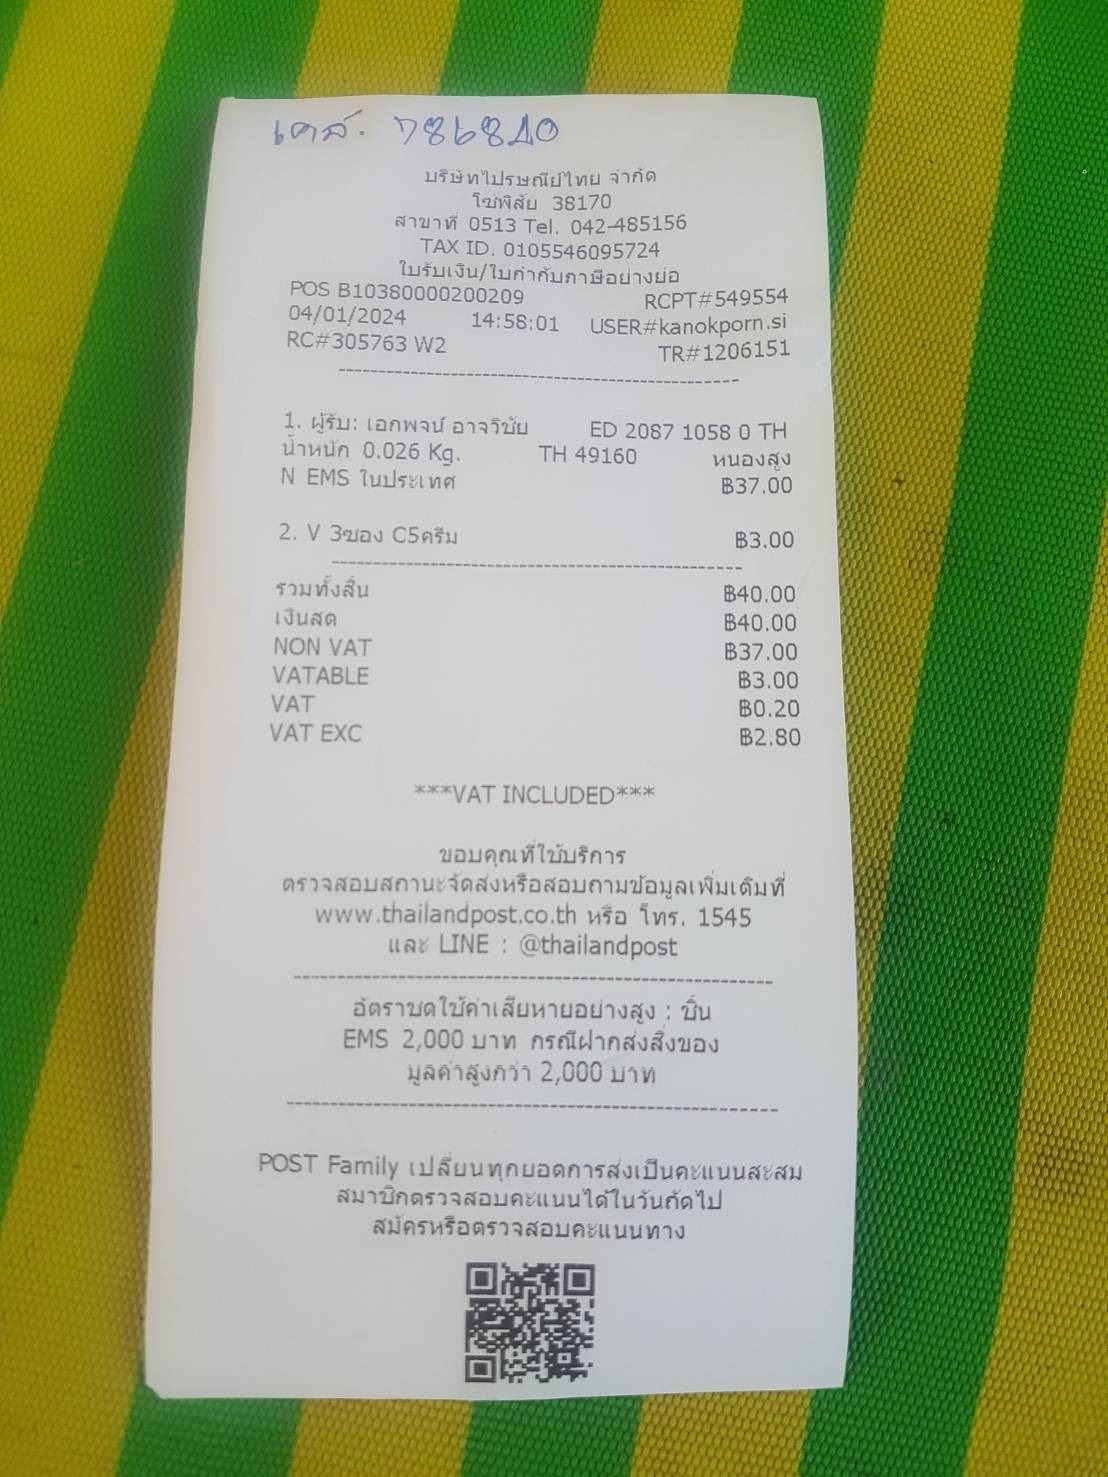 เคส. 786840
บริษัทไปรษณีย์ไทย จำกัด
โซ่พิสัย 38170
สาขาที่ 0513 Tel. 042-485156
TAX ID. 0105546095724
ใบรับเงิน/ใบกำกับภาษีอย่างย่อ
POS B10380000200209 RCPT#549554
04/01/2024 14:58:01 USER#kanokporn.si
RC#305763 W2 TR#1206151
1. ผู้รับ: เอกพจน์ อาจวิชัย ED 2087 1058 0 TH
น้ำหนัก 0.026 Kg. TH 49160 หนองสูง
N EMS ในประเทศ ฿37.00
2. V 3ซอง C5ครีม ฿3.00
รวมทั้งสิ้น ฿40.00
เงินสด ฿40.00
NON VAT ฿37.00
VATABLE ฿3.00
VAT ฿0.20
VAT EXC ฿2.80
***VAT INCLUDED***
ขอบคุณที่ใช้บริการ
ตรวจสอบสถานะจัดส่งหรือสอบถามข้อมูลเพิ่มเติมที่
www.thailandpost.co.th หรือ โทร. 1545
และ LINE : @thailandpost
อัตราชดใช้ค่าเสียหายอย่างสูง : ชิ้น
EMS 2,000 บาท กรณีฝากส่งสิ่งของ
มูลค่าสูงกว่า 2,000 บาท
POST Family เปลี่ยนทุกยอดการส่งเป็นคะแนนสะสม
สมาชิกตรวจสอบคะแนนได้ในวันถัดไป
สมัครหรือตรวจสอบคะแนนทาง